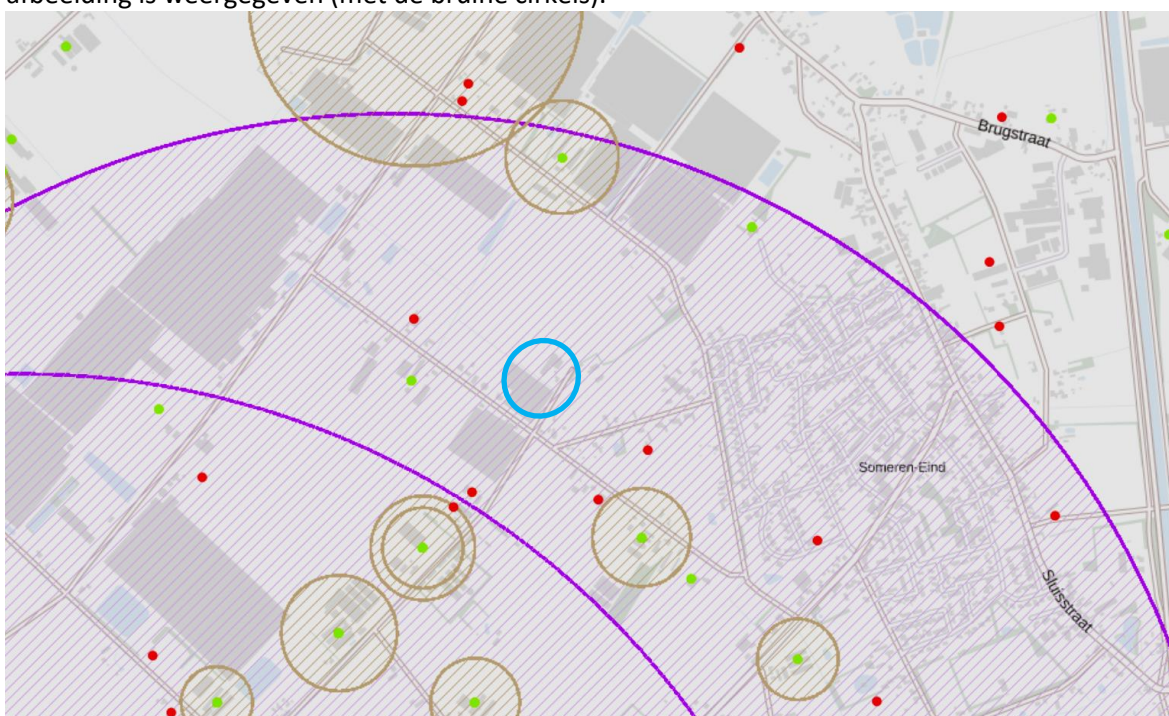 afbeelding is weergegeven (met de bruine cirkels).
Brugstraat
Someren-Eind
Sluisstraat